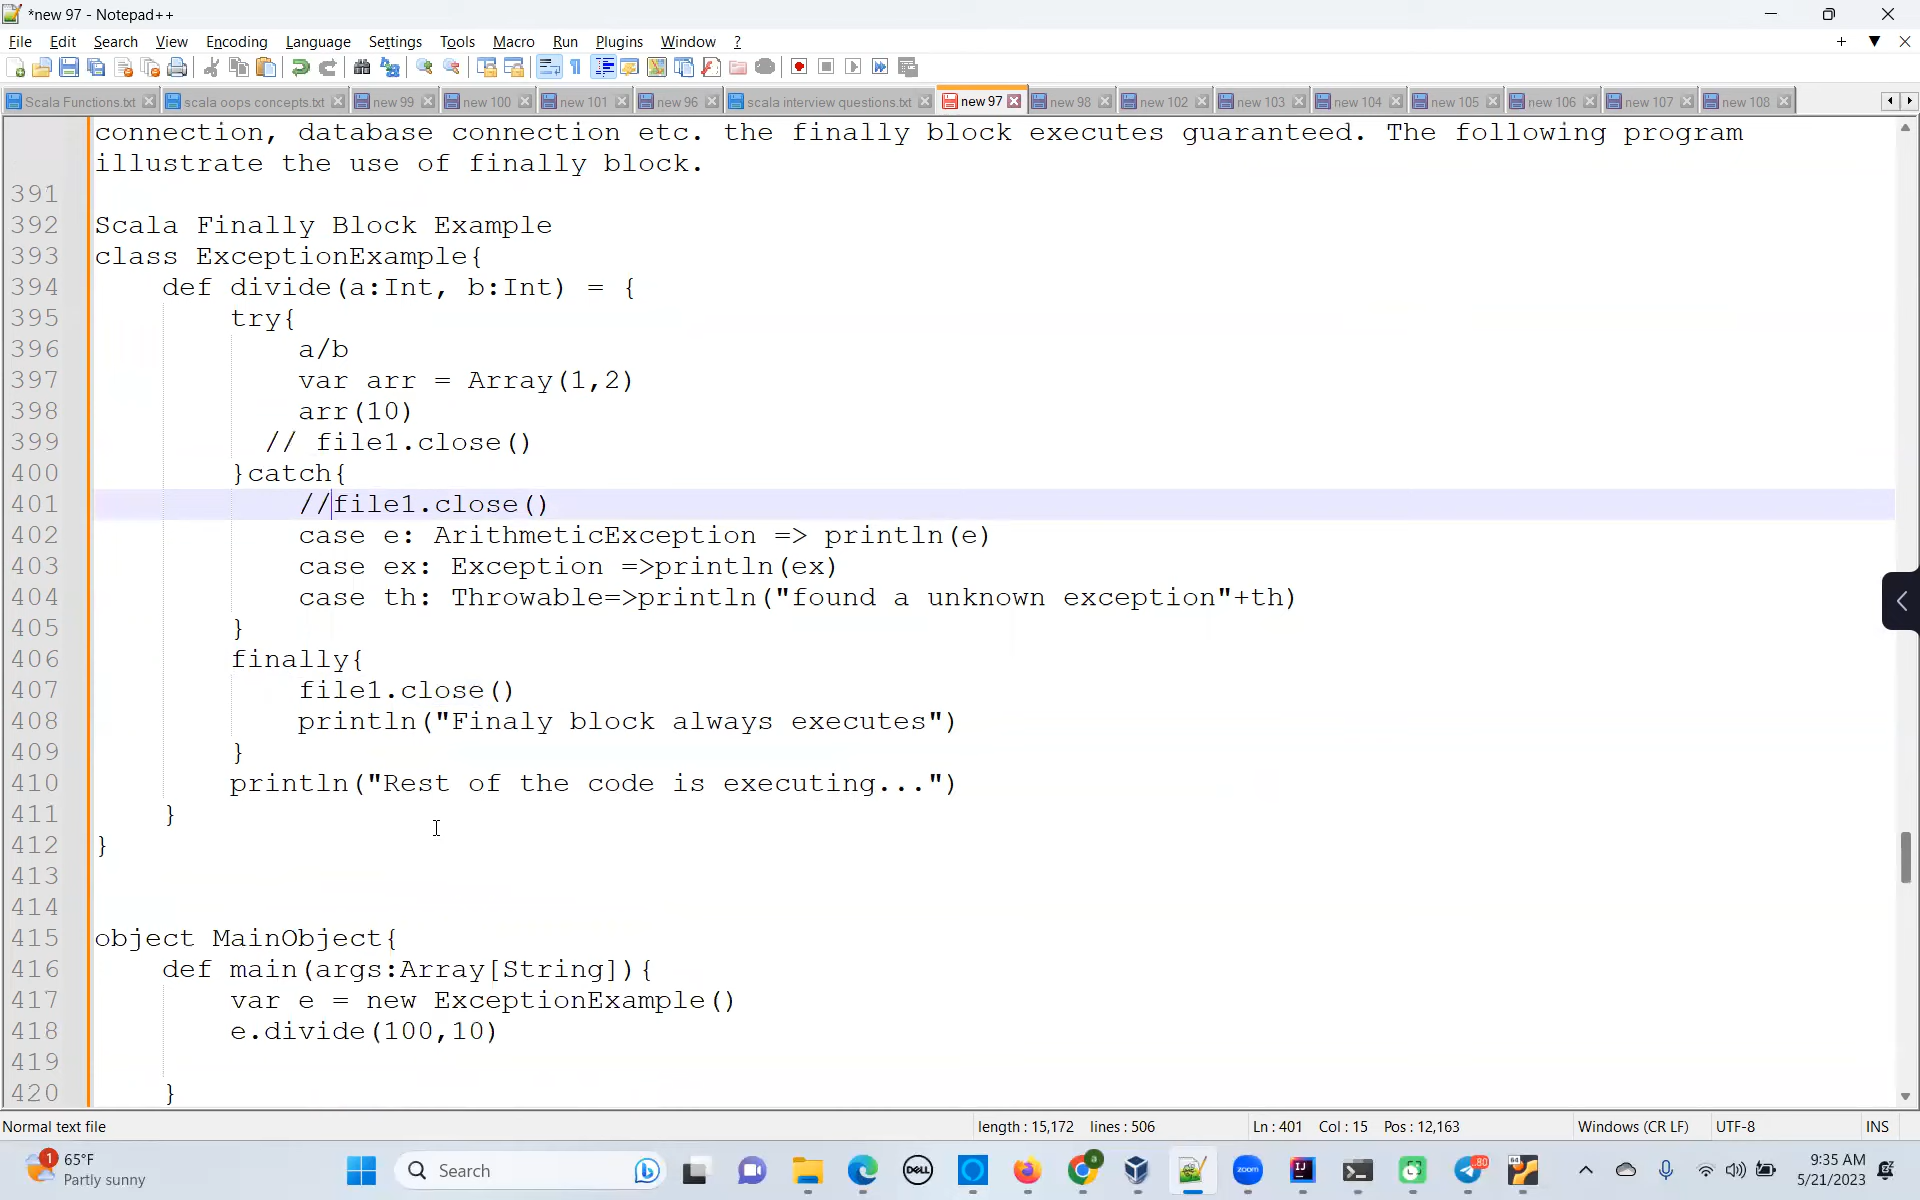 *new 97 - Notepad++
File Edit Search View Encoding Language Settings Tools Macro Run Plugins Window ?
Scala Functions.txt scala oops concepts.txt new 99 new 100 new 101 new 96 scala interview questions.txt new 97 new 98 new 102 new 103 new 104 new 105 new 106 new 107 new 108
connection, database connection etc. the finally block executes guaranteed. The following program
illustrate the use of finally block.
391
392 Scala Finally Block Example
393 class ExceptionExample{
394 def divide(a:Int, b:Int) = {
395 try{
396 a/b
397 var arr = Array(1,2)
398 arr(10)
399 // file1.close()
400 }catch{
401 //file1.close()
402 case e: ArithmeticException => println(e)
403 case ex: Exception =>println(ex)
404 case th: Throwable=>println("found a unknown exception"+th)
405 }
406 finally{
407 file1.close()
408 println("Finaly block always executes")
409 }
410 println("Rest of the code is executing...")
411 }
412 }
413
414
415 object MainObject{
416 def main(args:Array[String]){
417 var e = new ExceptionExample()
418 e.divide(100,10)
419
420 }
Normal text file length : 15,172 lines : 506 Ln : 401 Col : 15 Pos : 12,163 Windows (CR LF) UTF-8 INS
1 65°F
Partly sunny
Search
DELL
a
zoom
IJ
80
64
9:35 AM
5/21/2023